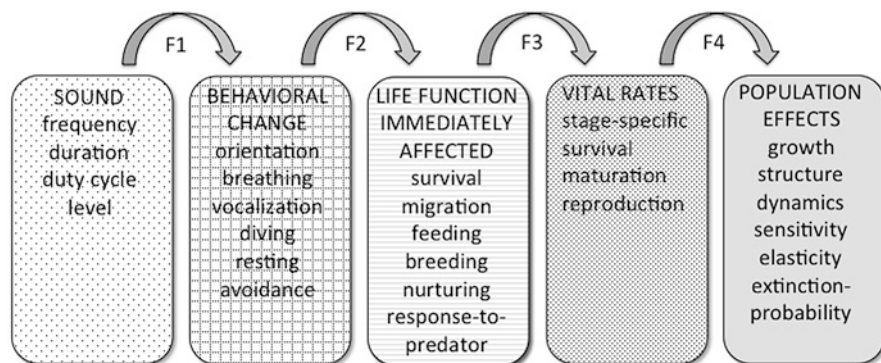 F1
F2
F3
F4
SOUND
frequency
duration
duty cycle
level
BEHAVIORAL
CHANGE
orientation
breathing
vocalization
diving
resting
avoidance
LIFE FUNCTION
IMMEDIATELY
AFFECTED
survival
migration
feeding
breeding
nurturing
response-to-
predator
VITAL RATES
stage-specific
survival
maturation
reproduction
POPULATION
EFFECTS
growth
structure
dynamics
sensitivity
elasticity
extinction-
probability